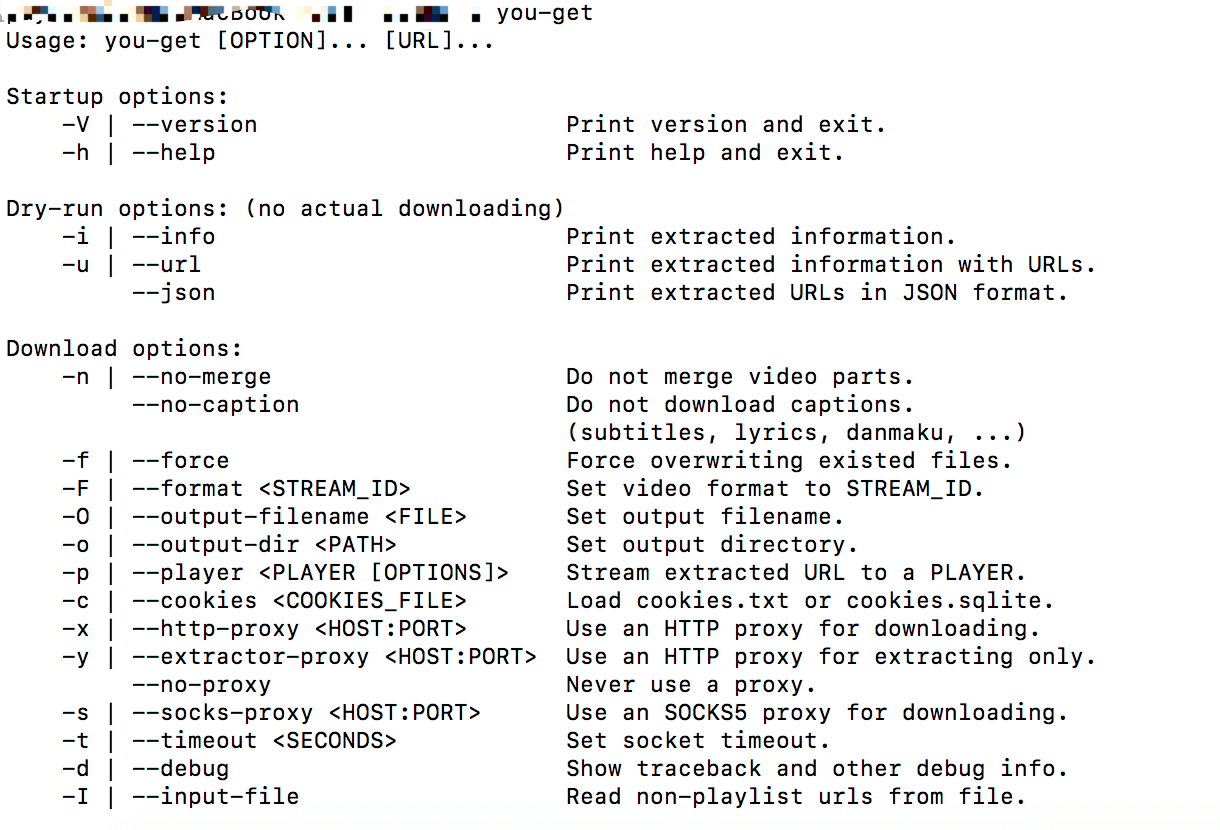 you-get
Usage: you-get [OPTION]... [URL]...
Startup options:
-V | --version Print version and exit.
-h | --help Print help and exit.
Dry-run options: (no actual downloading)
-i | --info Print extracted information.
-u | --url Print extracted information with URLs.
--json Print extracted URLs in JSON format.
Download options:
-n | --no-merge Do not merge video parts.
--no-caption Do not download captions.
(subtitles, lyrics, danmaku, ...)
-f | --force Force overwriting existed files.
-F | --format <STREAM_ID> Set video format to STREAM_ID.
-O | --output-filename <FILE> Set output filename.
-o | --output-dir <PATH> Set output directory.
-p | --player <PLAYER [OPTIONS]> Stream extracted URL to a PLAYER.
-c | --cookies <COOKIES_FILE> Load cookies.txt or cookies.sqlite.
-x | --http-proxy <HOST:PORT> Use an HTTP proxy for downloading.
-y | --extractor-proxy <HOST:PORT> Use an HTTP proxy for extracting only.
--no-proxy Never use a proxy.
-s | --socks-proxy <HOST:PORT> Use an SOCKS5 proxy for downloading.
-t | --timeout <SECONDS> Set socket timeout.
-d | --debug Show traceback and other debug info.
-I | --input-file Read non-playlist urls from file.